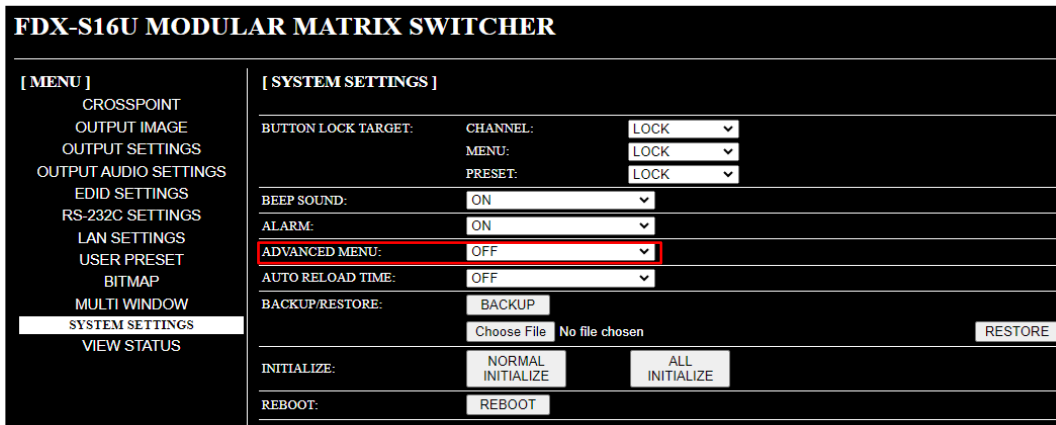 FDX-S16U MODULAR MATRIX SWITCHER
[ MENU ]
CROSSPOINT
OUTPUT IMAGE
OUTPUT SETTINGS
OUTPUT AUDIO SETTINGS
EDID SETTINGS
RS-232C SETTINGS
LAN SETTINGS
USER PRESET
BITMAP
MULTI WINDOW
SYSTEM SETTINGS
VIEW STATUS
[ SYSTEM SETTINGS ]
BUTTON LOCK TARGET: CHANNEL: LOCK
MENU: LOCK
PRESET: LOCK
BEEP SOUND: ON
ALARM: ON
ADVANCED MENU: OFF
AUTO RELOAD TIME: OFF
BACKUP/RESTORE: BACKUP
Choose File No file chosen RESTORE
INITIALIZE: NORMAL INITIALIZE ALL INITIALIZE
REBOOT: REBOOT